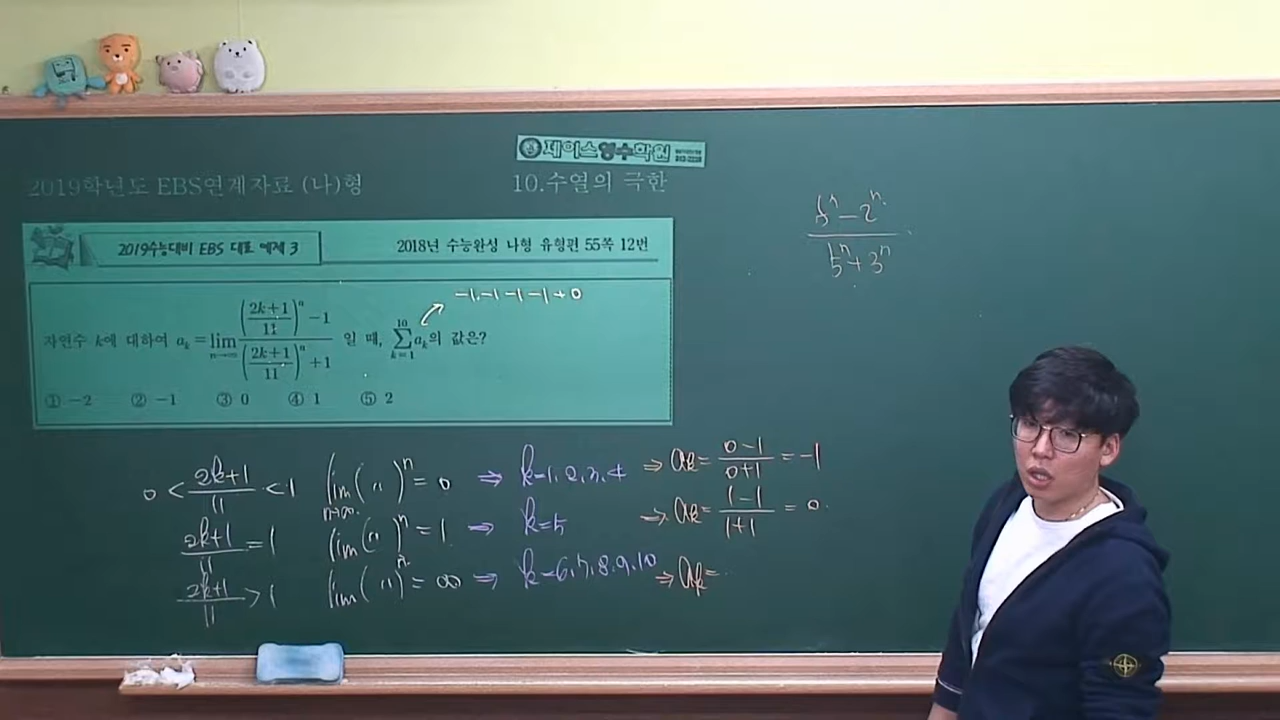 제이스영수학원
2019학년도 EBS연계자료 (나)형
10.수열의 극한
2019수능대비 EBS 대표 예제 3
2018년 수능완성 나형 유형편 55쪽 12번
-1-1-1-1+0
자연수 k에 대하여 a_k = lim_{n→∞} (((2k+1)/11)^n - 1)/(((2k+1)/11)^n + 1) 일 때, ∑_{k=1}^{10} a_k의 값은?
① -2 ② -1 ③ 0 ④ 1 ⑤ 2
(5^n - 2^n)/(5^n + 3^n)
0 < (2k+1)/11 < 1 lim_{n→∞} ( 〃 )^n = 0 ⇒ k=1, 2, 3, 4 ⇒ a_k = (0-1)/(0+1) = -1
(2k+1)/11 = 1 lim ( 〃 )^n = 1 ⇒ k=5 ⇒ a_k = (1-1)/(1+1) = 0
(2k+1)/11 > 1 lim ( 〃 )^n = ∞ ⇒ k=6, 7, 8, 9, 10 ⇒ a_k =